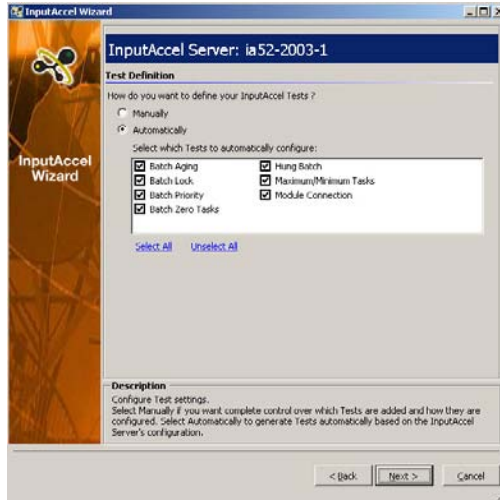 InputAccel Wizard
InputAccel Server: ia52-2003-1
Test Definition
How do you want to define your InputAccel Tests ?
Manually
Automatically
Select which Tests to automatically configure:
Batch Aging
Hung Batch
Batch Lock
Maximum/Minimum Tasks
Batch Priority
Module Connection
Batch Zero Tasks
Select All Unselect All
InputAccel
Wizard
Description
Configure Test settings.
Select Manually if you want complete control over which Tests are added and how they are
configured. Select Automatically to generate Tests automatically based on the InputAccel
Server's configuration.
< Back Next > Cancel